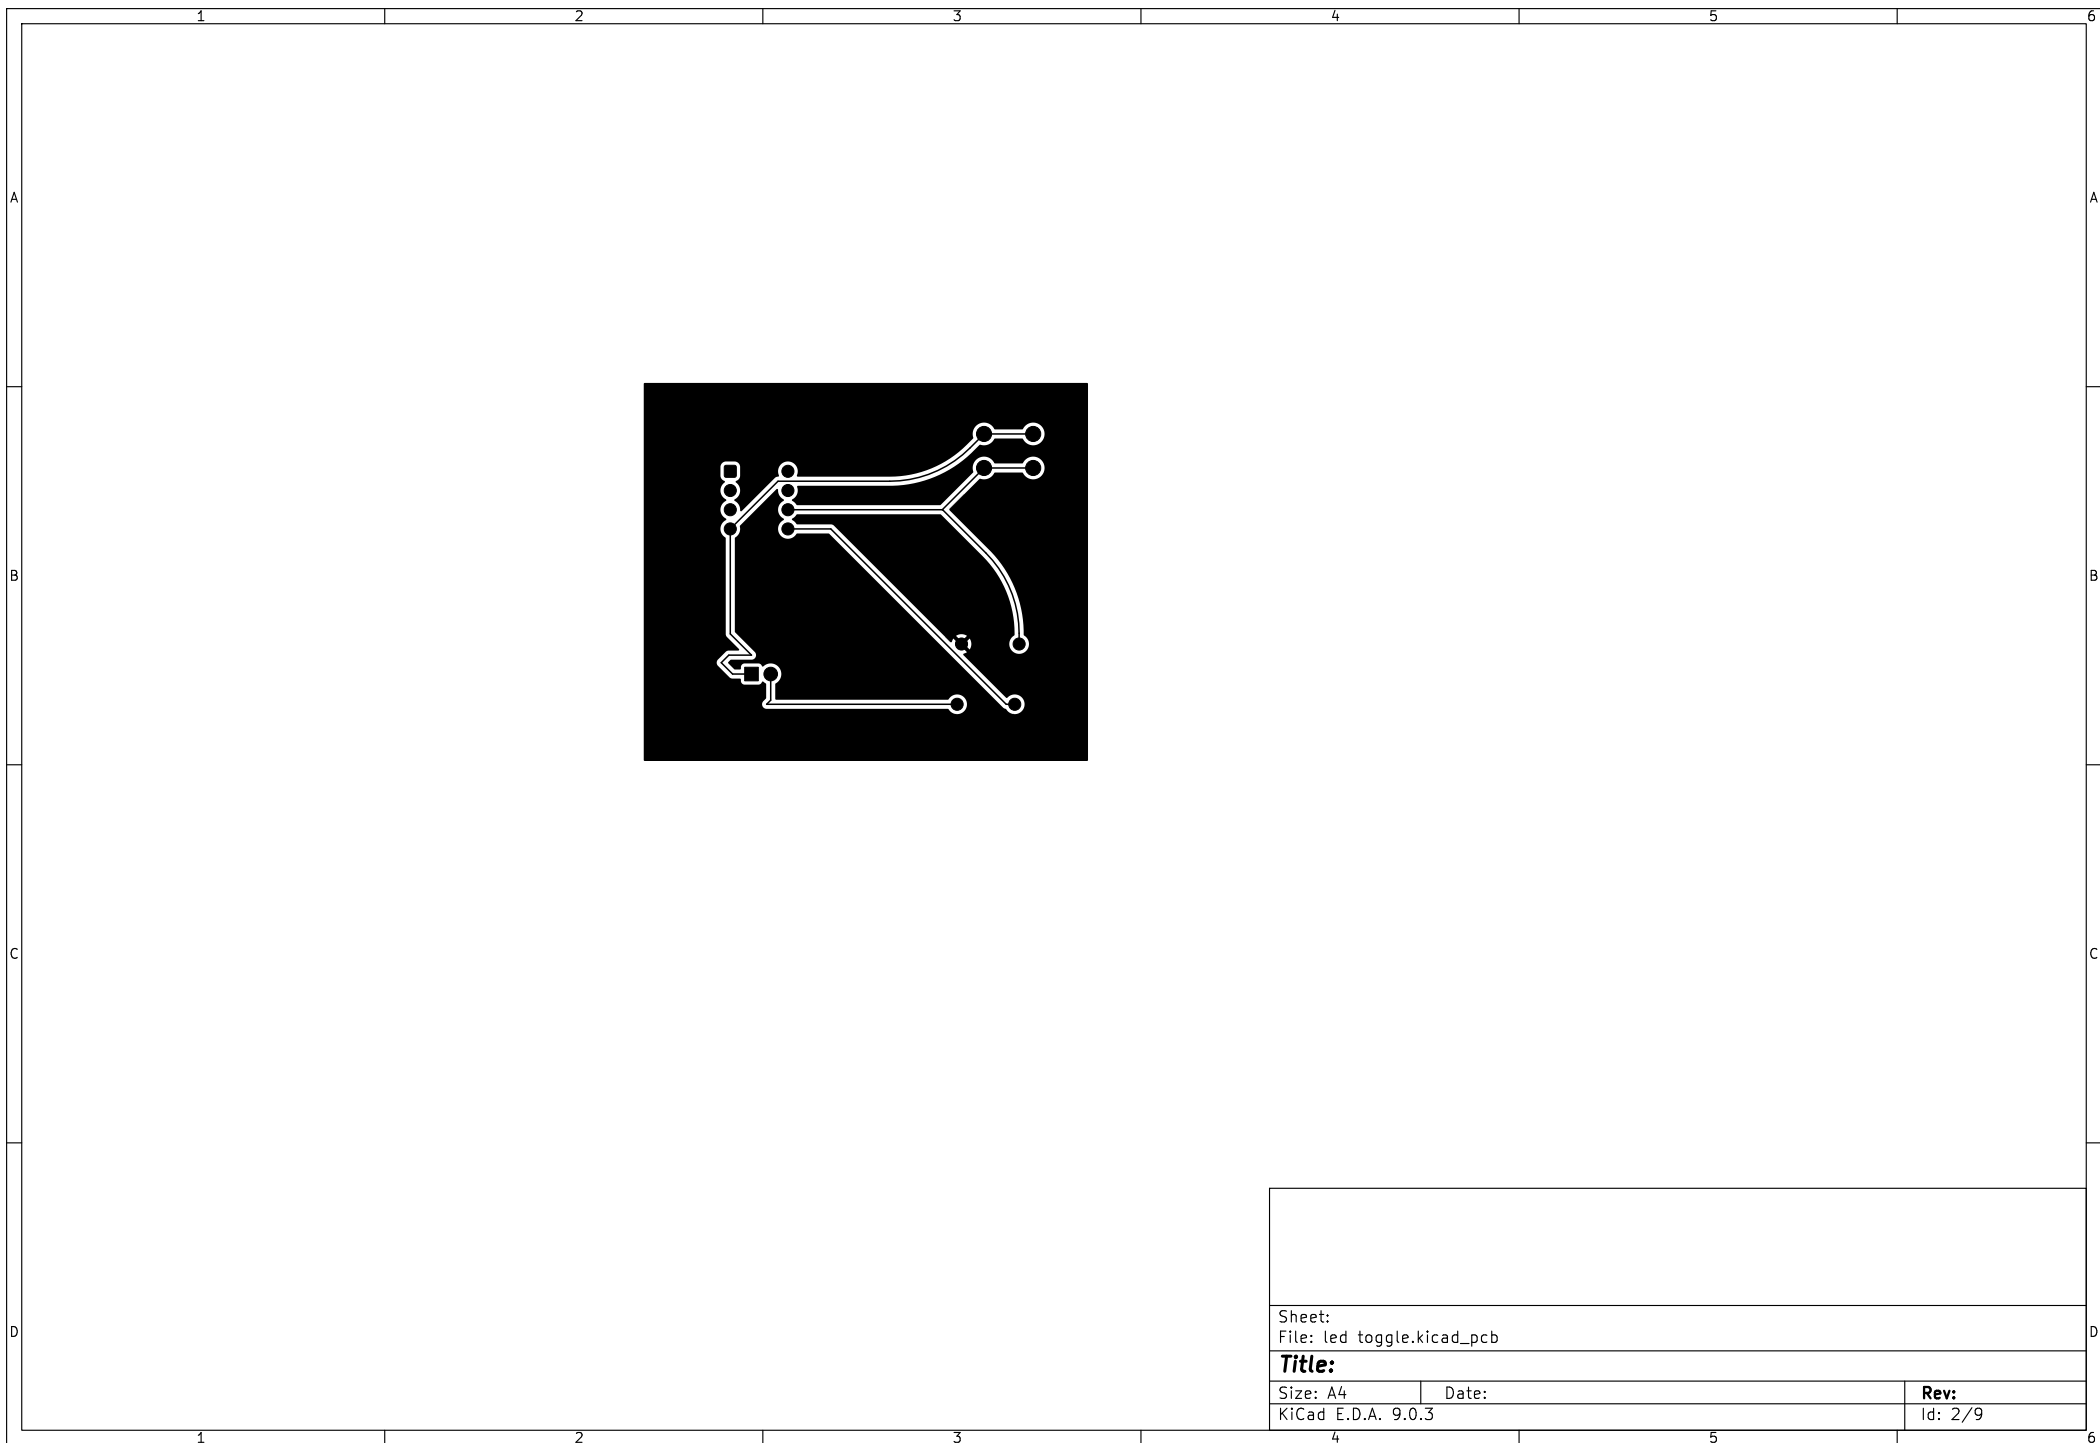 1 2 3 4 5 6
A A
B B
C C
Sheet:
File: led toggle.kicad_pcb
D D
Title:
Size: A4 Date: Rev:
KiCad E.D.A. 9.0.3 Id: 2/9
1 2 3 4 5 6